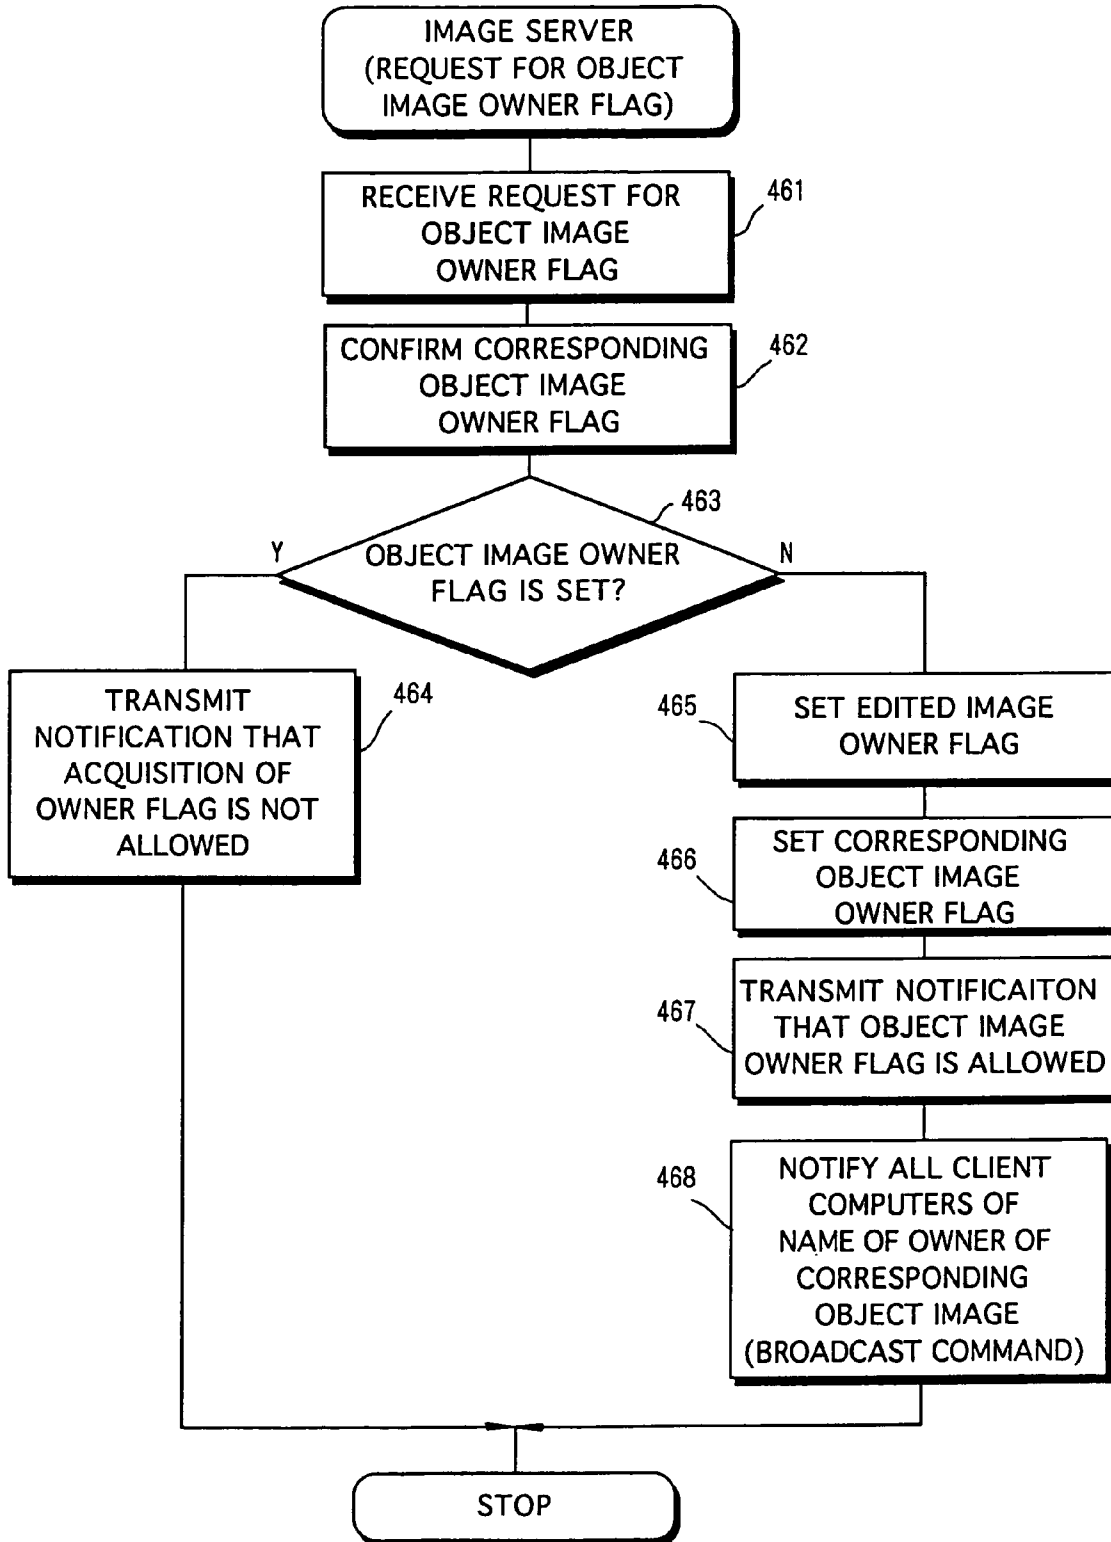 IMAGE SERVER
(REQUEST FOR OBJECT
IMAGE OWNER FLAG)
RECEIVE REQUEST FOR
OBJECT IMAGE
OWNER FLAG
461
CONFIRM CORRESPONDING
OBJECT IMAGE
OWNER FLAG
462
463
Y
OBJECT IMAGE OWNER
FLAG IS SET?
N
TRANSMIT
NOTIFICATION THAT
ACQUISITION OF
OWNER FLAG IS NOT
ALLOWED
464
465
SET EDITED IMAGE
OWNER FLAG
466
SET CORRESPONDING
OBJECT IMAGE
OWNER FLAG
467
TRANSMIT NOTIFICAITON
THAT OBJECT IMAGE
OWNER FLAG IS ALLOWED
468
NOTIFY ALL CLIENT
COMPUTERS OF
NAME OF OWNER OF
CORRESPONDING
OBJECT IMAGE
(BROADCAST COMMAND)
STOP